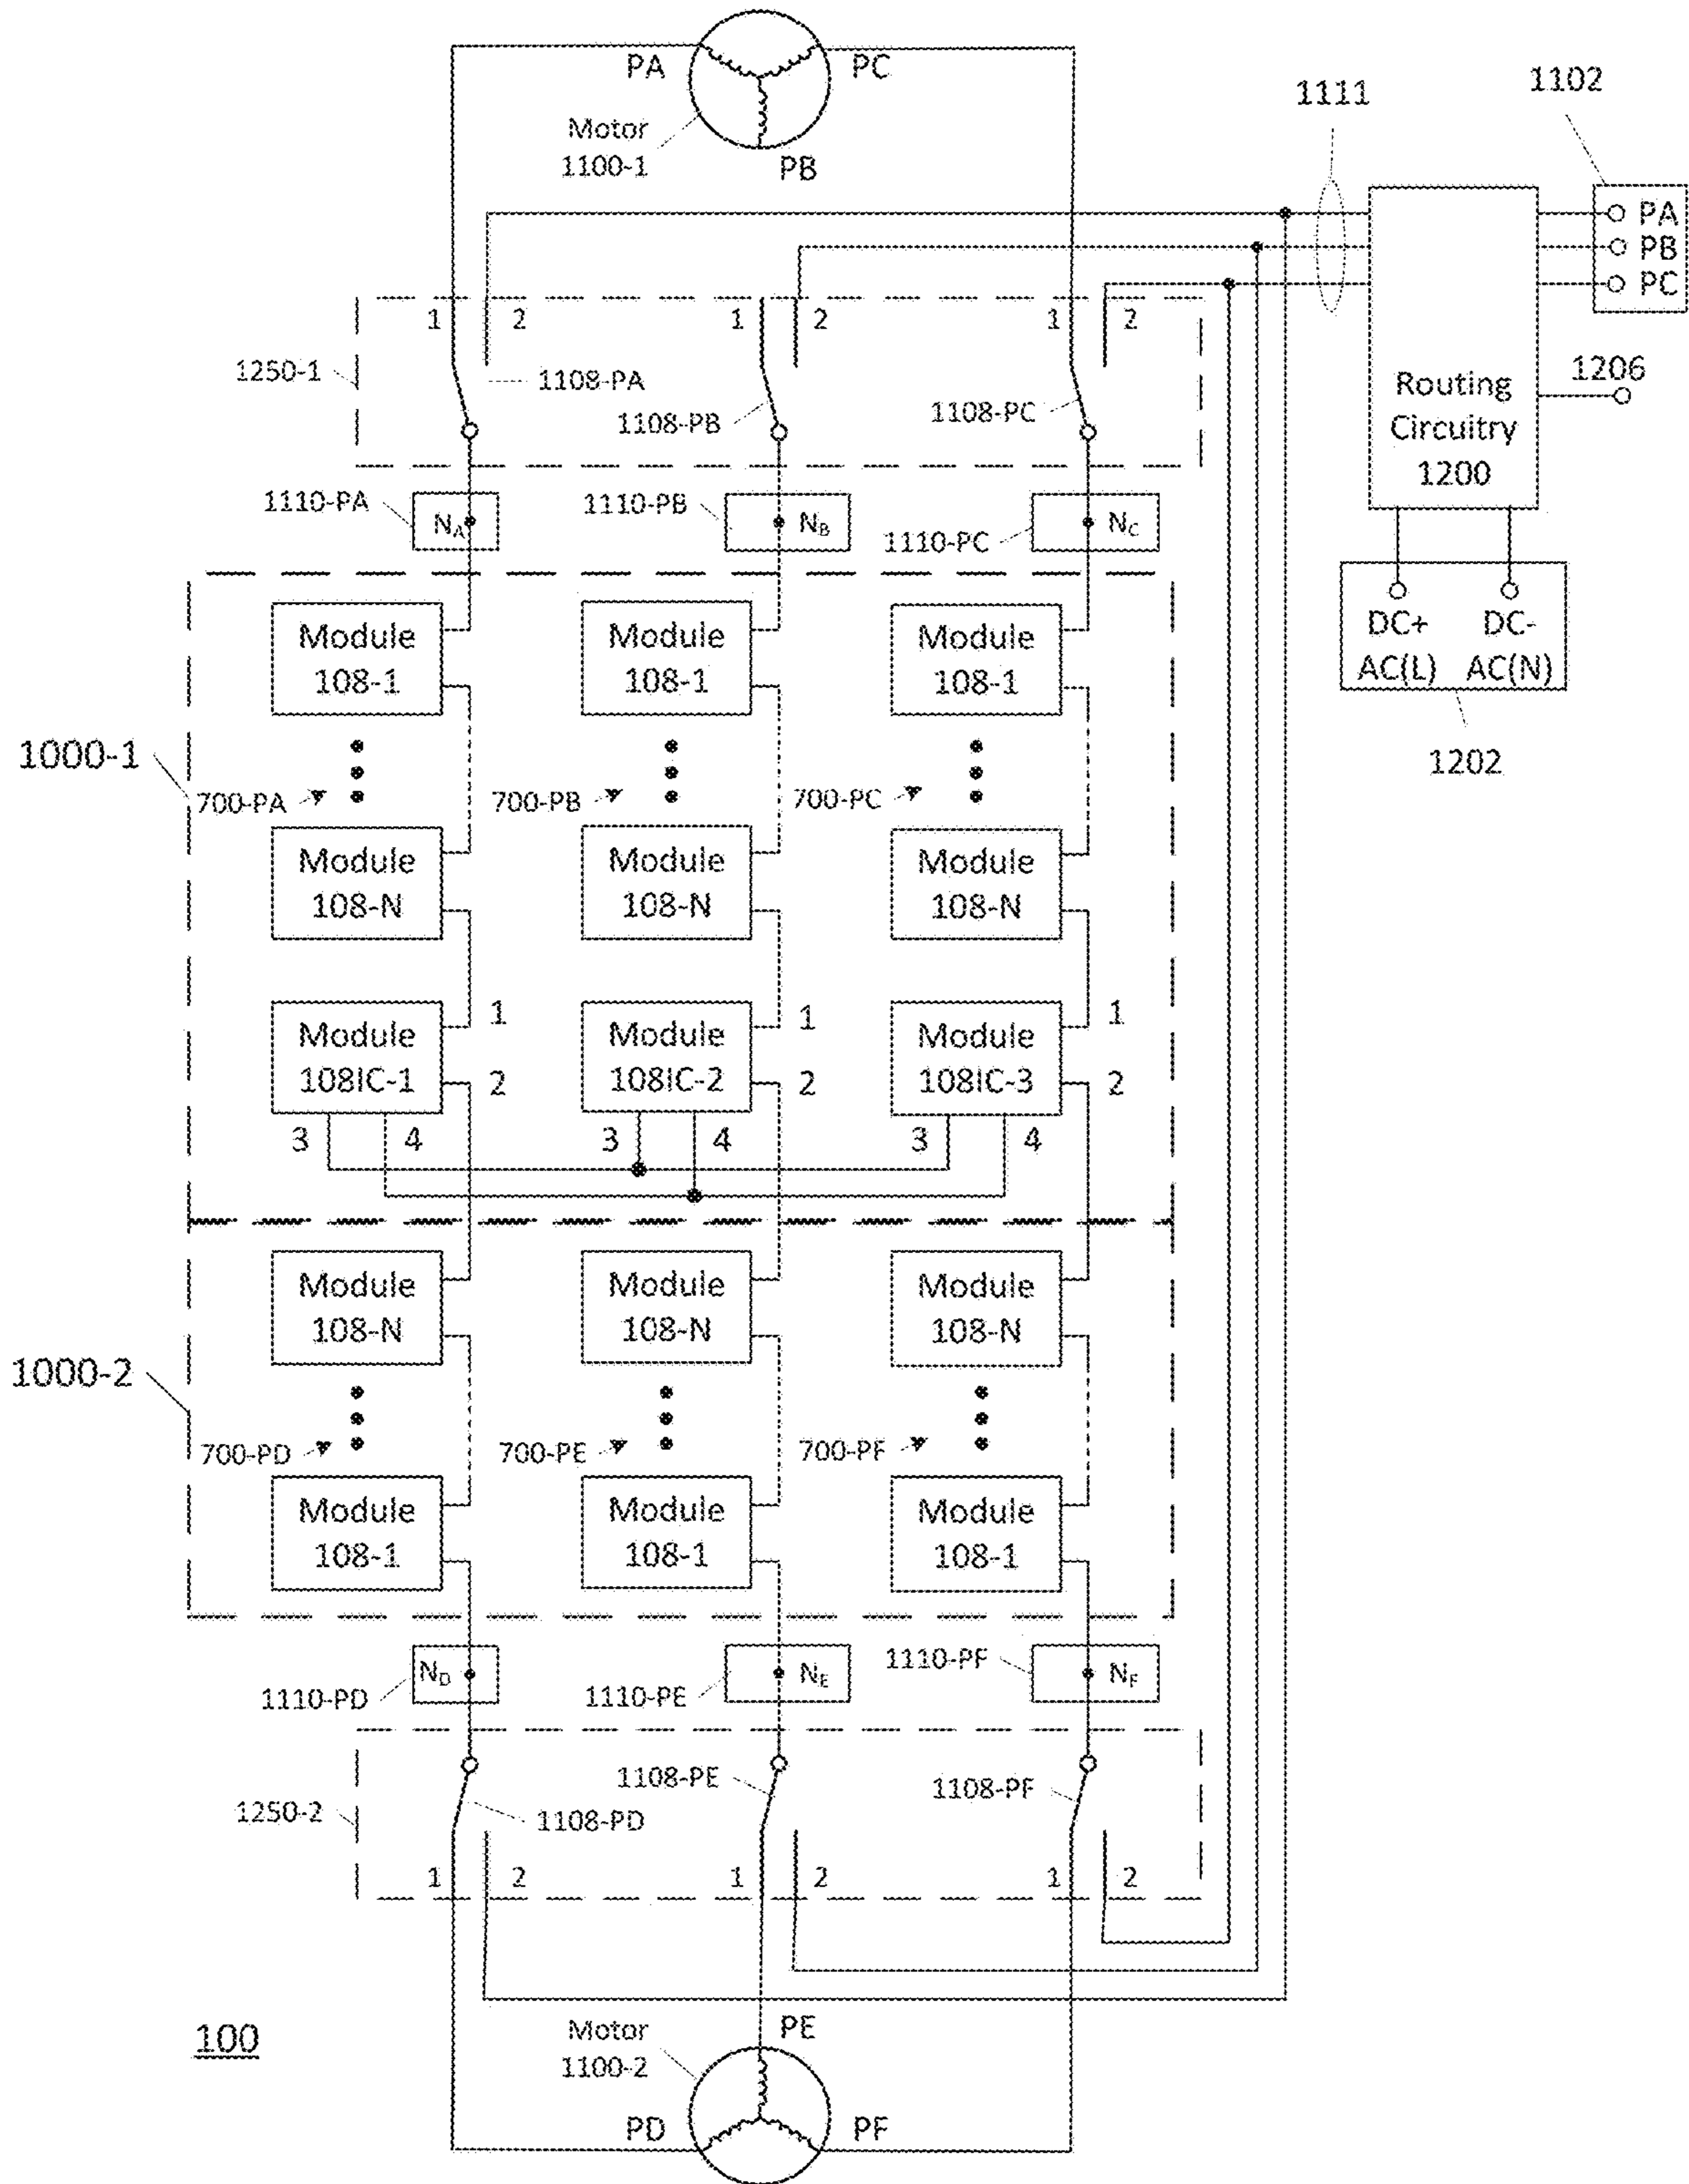 PA
PC
Motor
1100-1
PB
1111
1102
PA
PB
PC
1
2
1
2
1
2
1250-1
1108-PA
1108-PB
1108-PC
1206
Routing
Circuitry
1200
1110-PA
NA
1110-PB
NB
1110-PC
NC
DC+
DC-
AC(L)
AC(N)
1202
Module
108-1
Module
108-1
Module
108-1
1000-1
700-PA
700-PB
700-PC
Module
108-N
Module
108-N
Module
108-N
Module
108IC-1
1
2
3
4
Module
108IC-2
1
2
3
4
Module
108IC-3
1
2
3
4
Module
108-N
Module
108-N
Module
108-N
1000-2
700-PD
700-PE
700-PF
Module
108-1
Module
108-1
Module
108-1
1110-PD
ND
1110-PE
NE
1110-PF
NF
1250-2
1108-PD
1108-PE
1108-PF
1
2
1
2
1
2
100
Motor
1100-2
PE
PD
PF